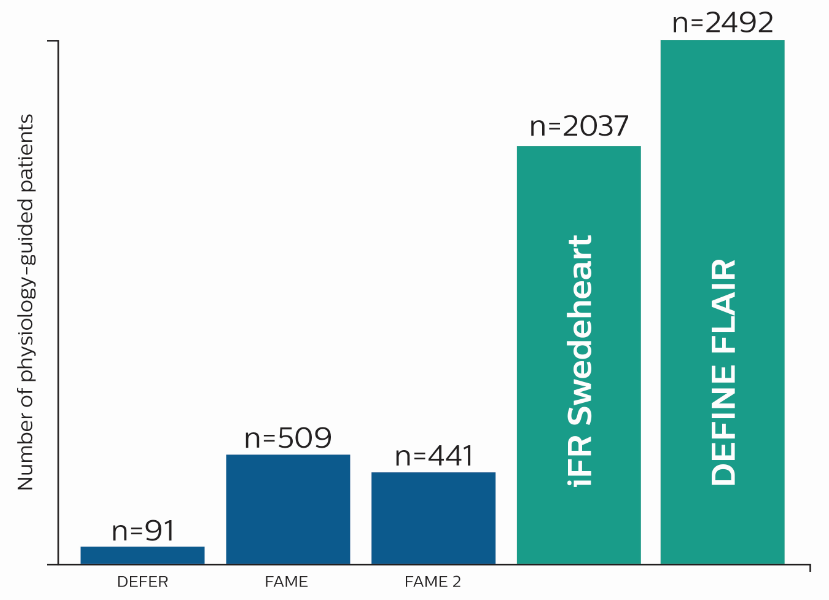 n=2492
n=2037
Number of physiology-guided patients
iFR Swedeheart
DEFINE FLAIR
n=509
n=441
n=91
DEFER
FAME
FAME 2